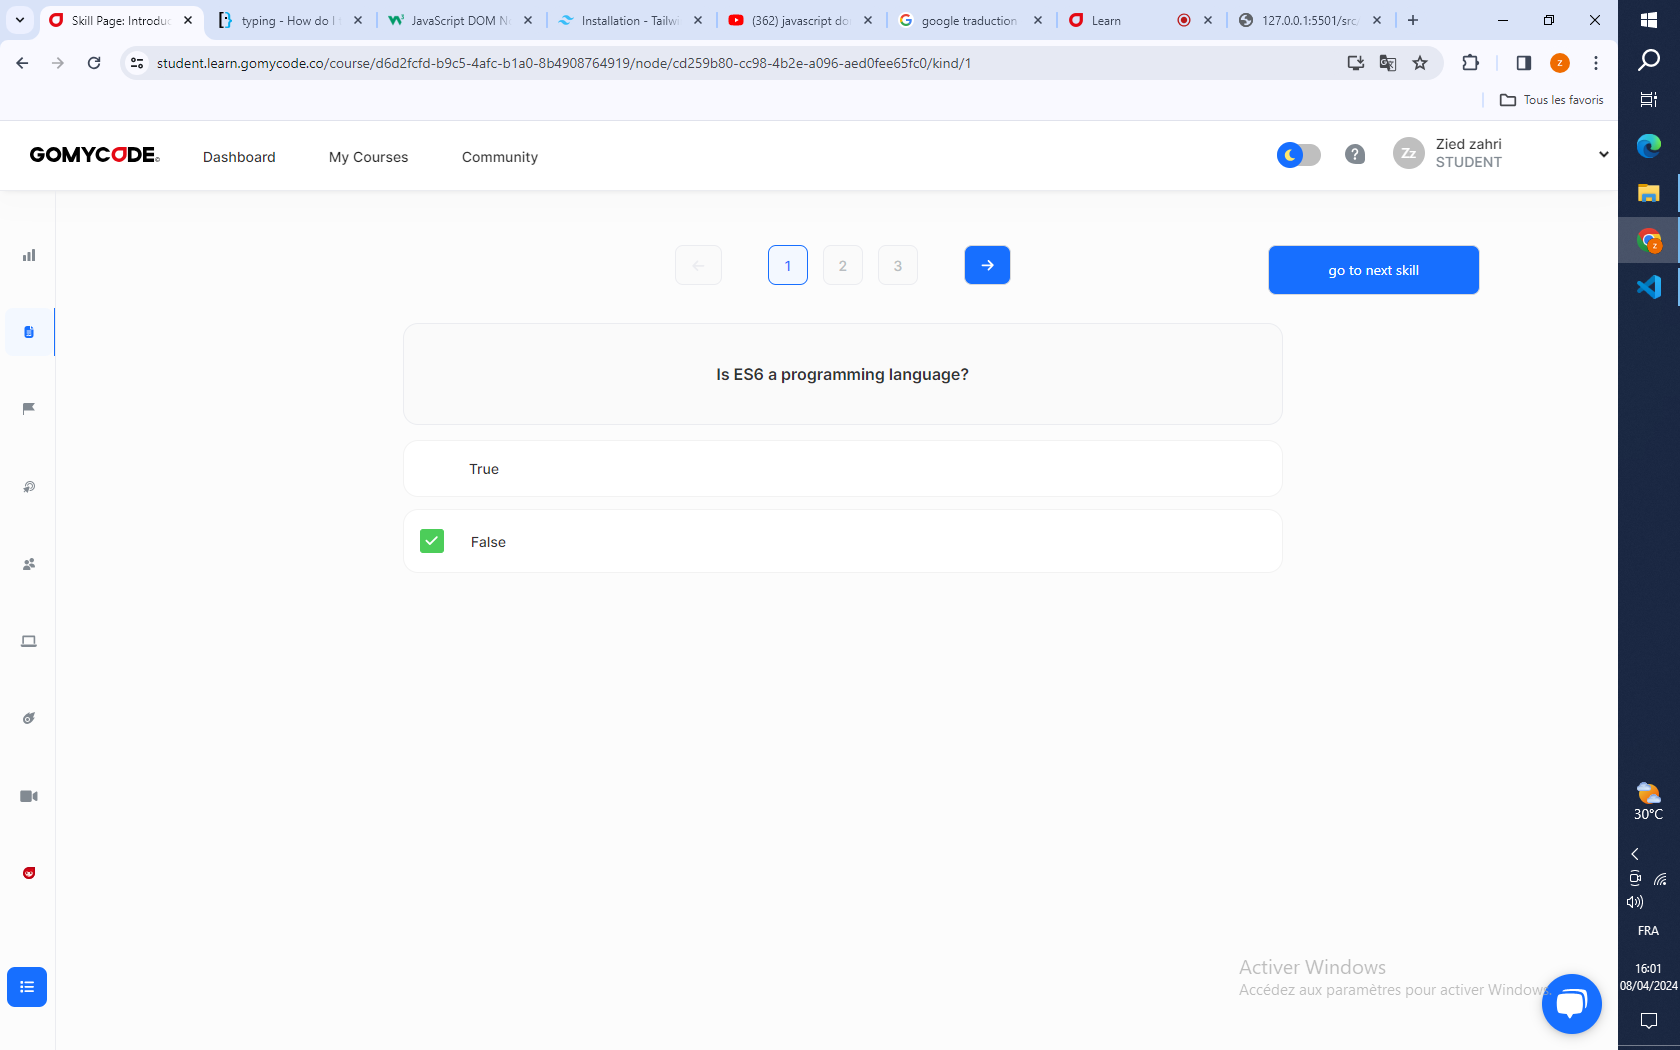 Skill Page: Introduc
typing - How do I
JavaScript DOM N
Installation - Tailwi
(362) javascript do
google traduction
Learn
127.0.0.1:5501/src/
student.learn.gomycode.co/course/d6d2fcfd-b9c5-4afc-b1a0-8b4908764919/node/cd259b80-cc98-4b2e-a096-aed0fee65fc0/kind/1
z
Tous les favoris
GOMYCODE
Dashboard
My Courses
Community
?
Zz
Zied zahri
STUDENT
1
2
3
go to next skill
Is ES6 a programming language?
True
False
Activer Windows
Accédez aux paramètres pour activer Windows.
30°C
FRA
16:01
08/04/2024